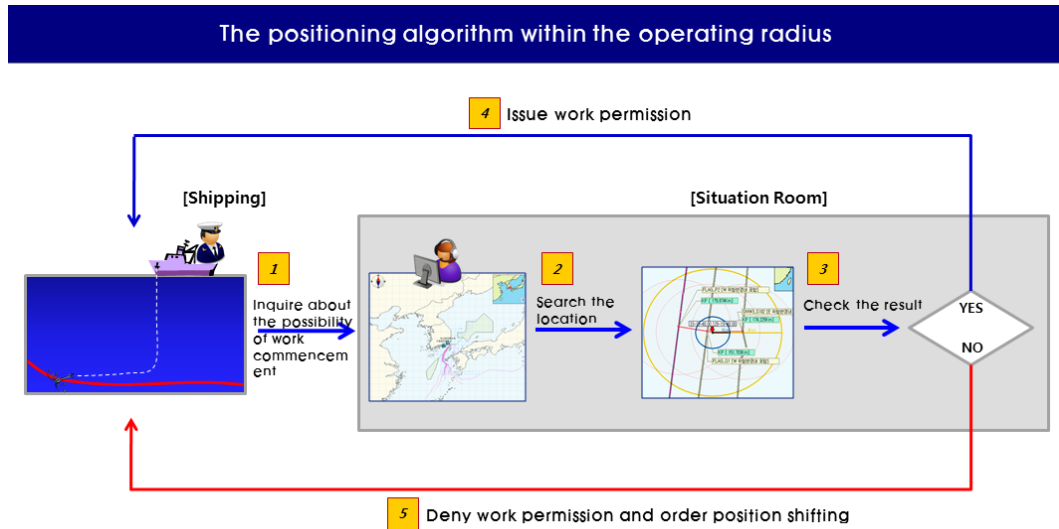 The positioning algorithm within the operating radius
4 Issue work permission
[Shipping]
[Situation Room]
1
Inquire about
the possibility
of work
commencem
ent
2
Search the
location
3
Check the result
YES
NO
5 Deny work permission and order position shifting